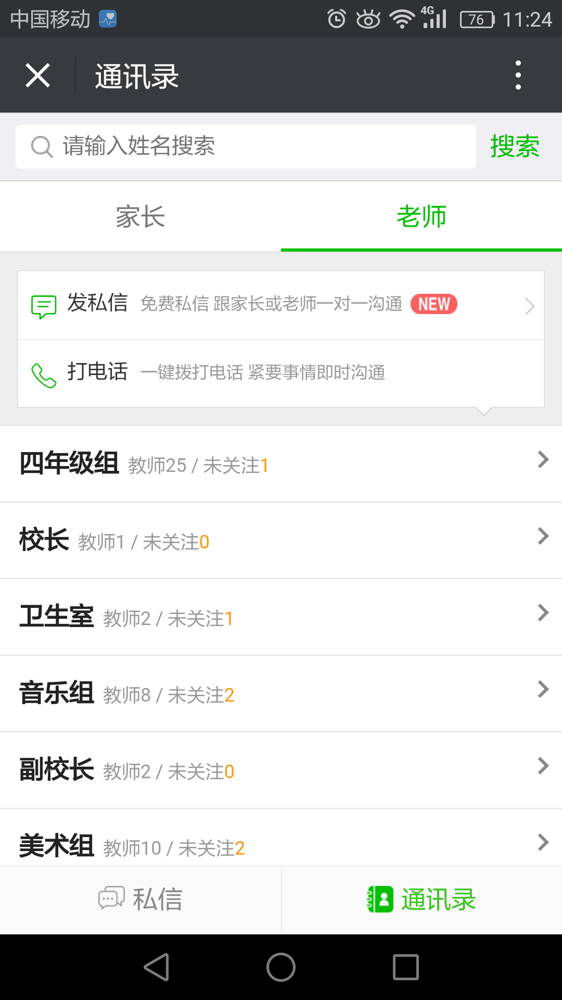 中国移动 4G 76 11:24
通讯录
请输入姓名搜索 搜索
家长 老师
发私信 免费私信 跟家长或老师一对一沟通 NEW
打电话 一键拨打电话 紧要事情即时沟通
四年级组 教师25 / 未关注1
校长 教师1 / 未关注0
卫生室 教师2 / 未关注1
音乐组 教师8 / 未关注2
副校长 教师2 / 未关注0
美术组 教师10 / 未关注2
私信 通讯录